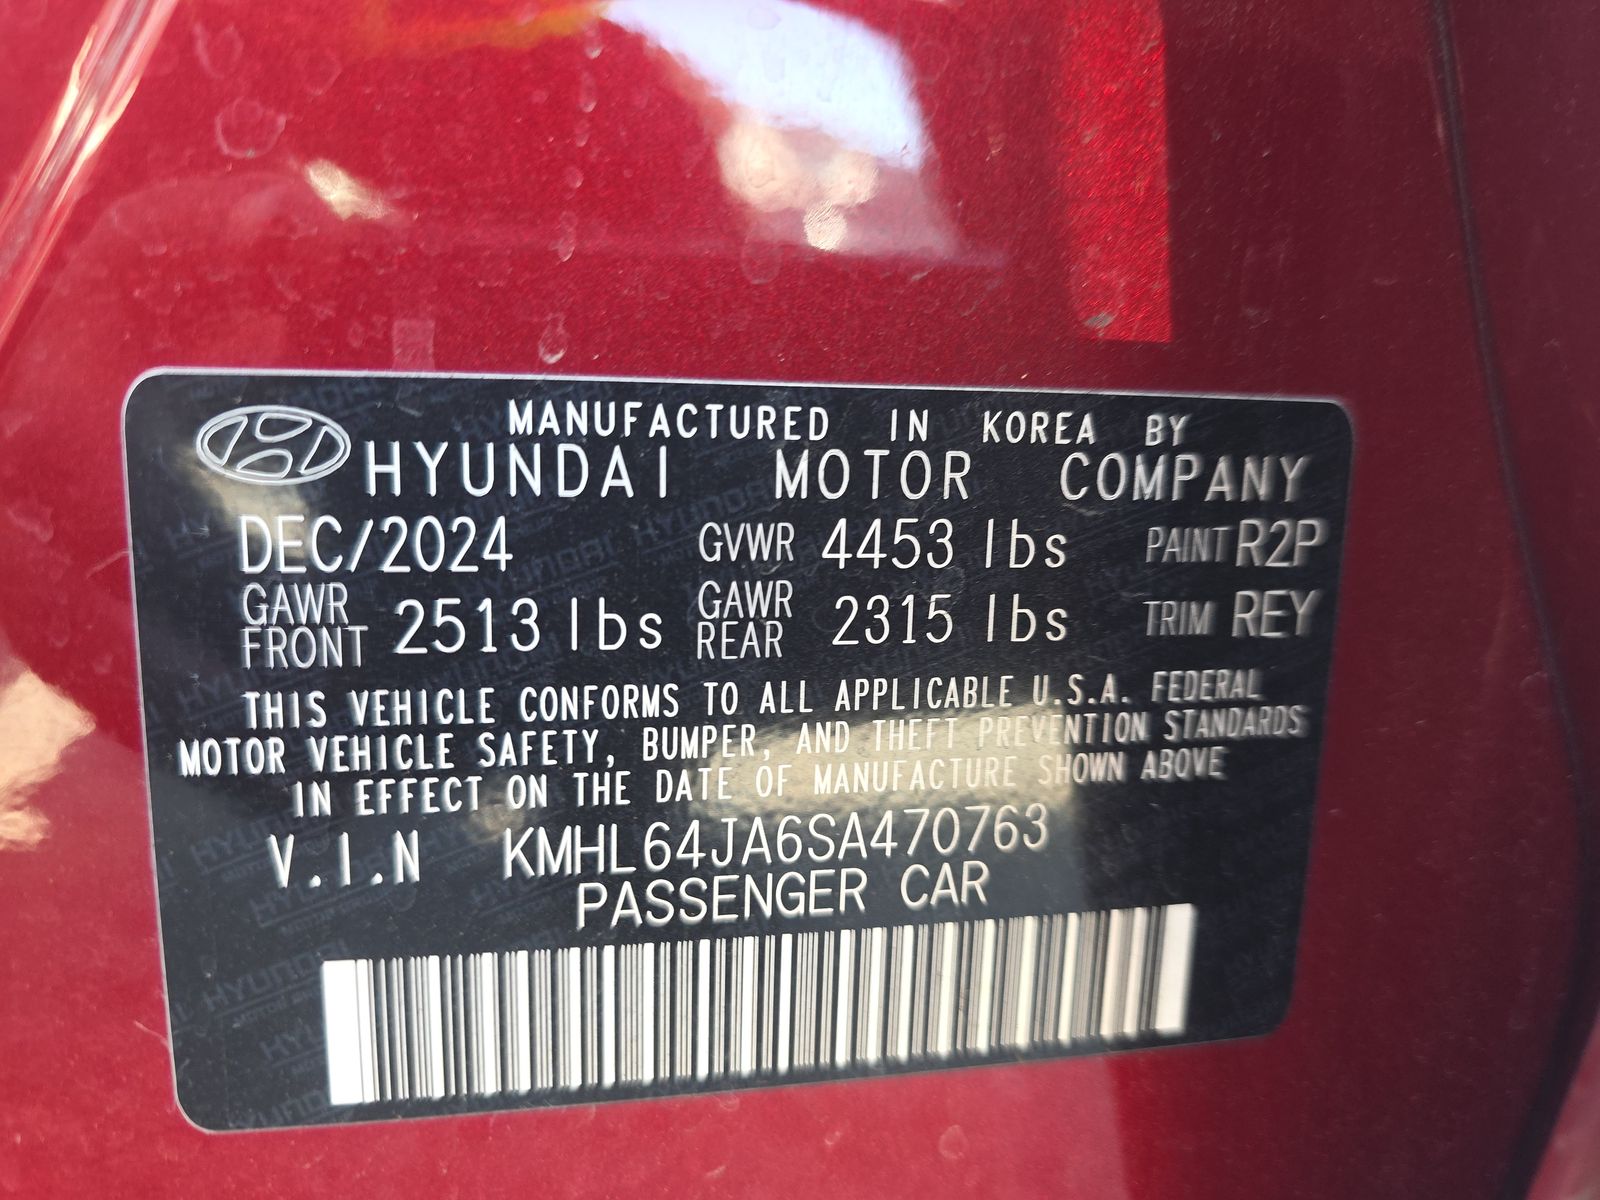 MANUFACTURED IN KOREA BY
HYUNDAI MOTOR COMPANY
DEC/2024 GVWR 4453 lbs PAINT R2P
GAWR FRONT 2513 lbs GAWR REAR 2315 lbs TRIM REY
THIS VEHICLE CONFORMS TO ALL APPLICABLE U.S.A. FEDERAL
MOTOR VEHICLE SAFETY, BUMPER, AND THEFT PREVENTION STANDARDS
IN EFFECT ON THE DATE OF MANUFACTURE SHOWN ABOVE
V.I.N KMHL64JA6SA470763
PASSENGER CAR